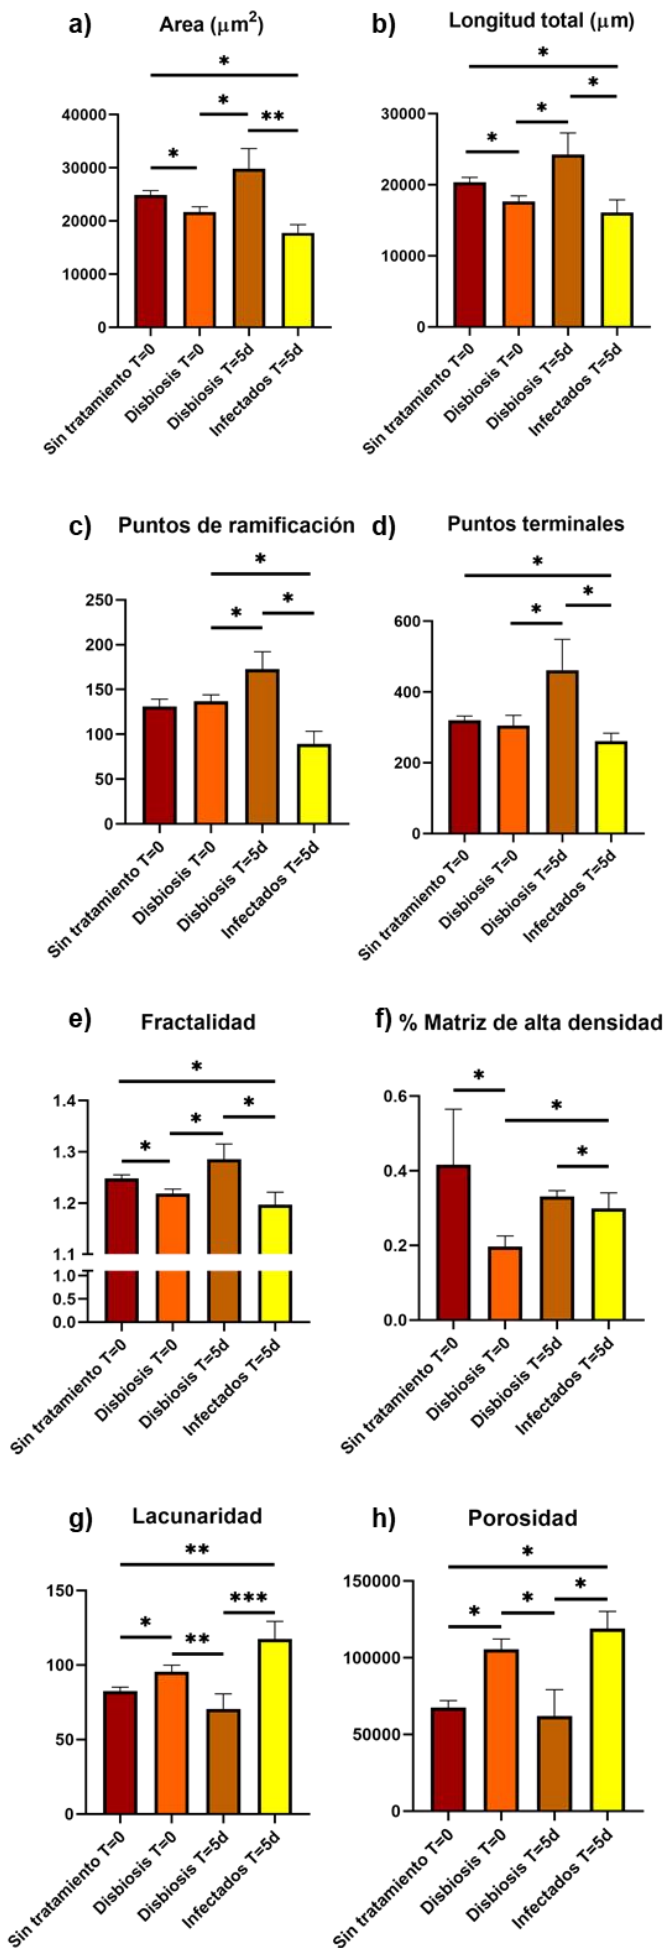 a) Area (μm²)
*
*
*
**
40000
30000
20000
10000
0
Sin tratamiento T=0
Disbiosis T=0
Disbiosis T=5d
Infectados T=5d
b) Longitud total (μm)
*
*
*
*
30000
20000
10000
0
Sin tratamiento T=0
Disbiosis T=0
Disbiosis T=5d
Infectados T=5d
c) Puntos de ramificación
*
*
*
250
200
150
100
50
0
Sin tratamiento T=0
Disbiosis T=0
Disbiosis T=5d
Infectados T=5d
d) Puntos terminales
*
*
*
600
400
200
0
Sin tratamiento T=0
Disbiosis T=0
Disbiosis T=5d
Infectados T=5d
e) Fractalidad
*
*
*
*
1.4
1.3
1.2
1.1
1.0
0.5
0.0
Sin tratamiento T=0
Disbiosis T=0
Disbiosis T=5d
Infectados T=5d
f) % Matriz de alta densidad
*
*
*
0.6
0.4
0.2
0.0
Sin tratamiento T=0
Disbiosis T=0
Disbiosis T=5d
Infectados T=5d
g) Lacunaridad
**
***
*
**
150
100
50
0
Sin tratamiento T=0
Disbiosis T=0
Disbiosis T=5d
Infectados T=5d
h) Porosidad
*
*
*
*
150000
100000
50000
0
Sin tratamiento T=0
Disbiosis T=0
Disbiosis T=5d
Infectados T=5d